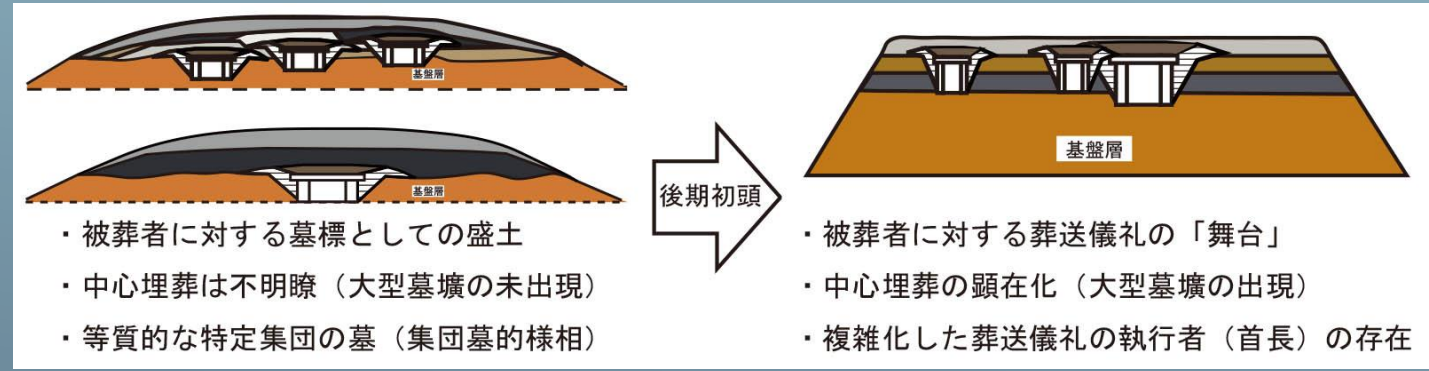 基盤層
基盤層
・被葬者に対する墓標としての盛土
・中心埋葬は不明瞭（大型墓壙の未出現）
・等質的な特定集団の墓（集団墓的様相）
後期初頭
基盤層
・被葬者に対する葬送儀礼の「舞台」
・中心埋葬の顕在化（大型墓壙の出現）
・複雑化した葬送儀礼の執行者（首長）の存在